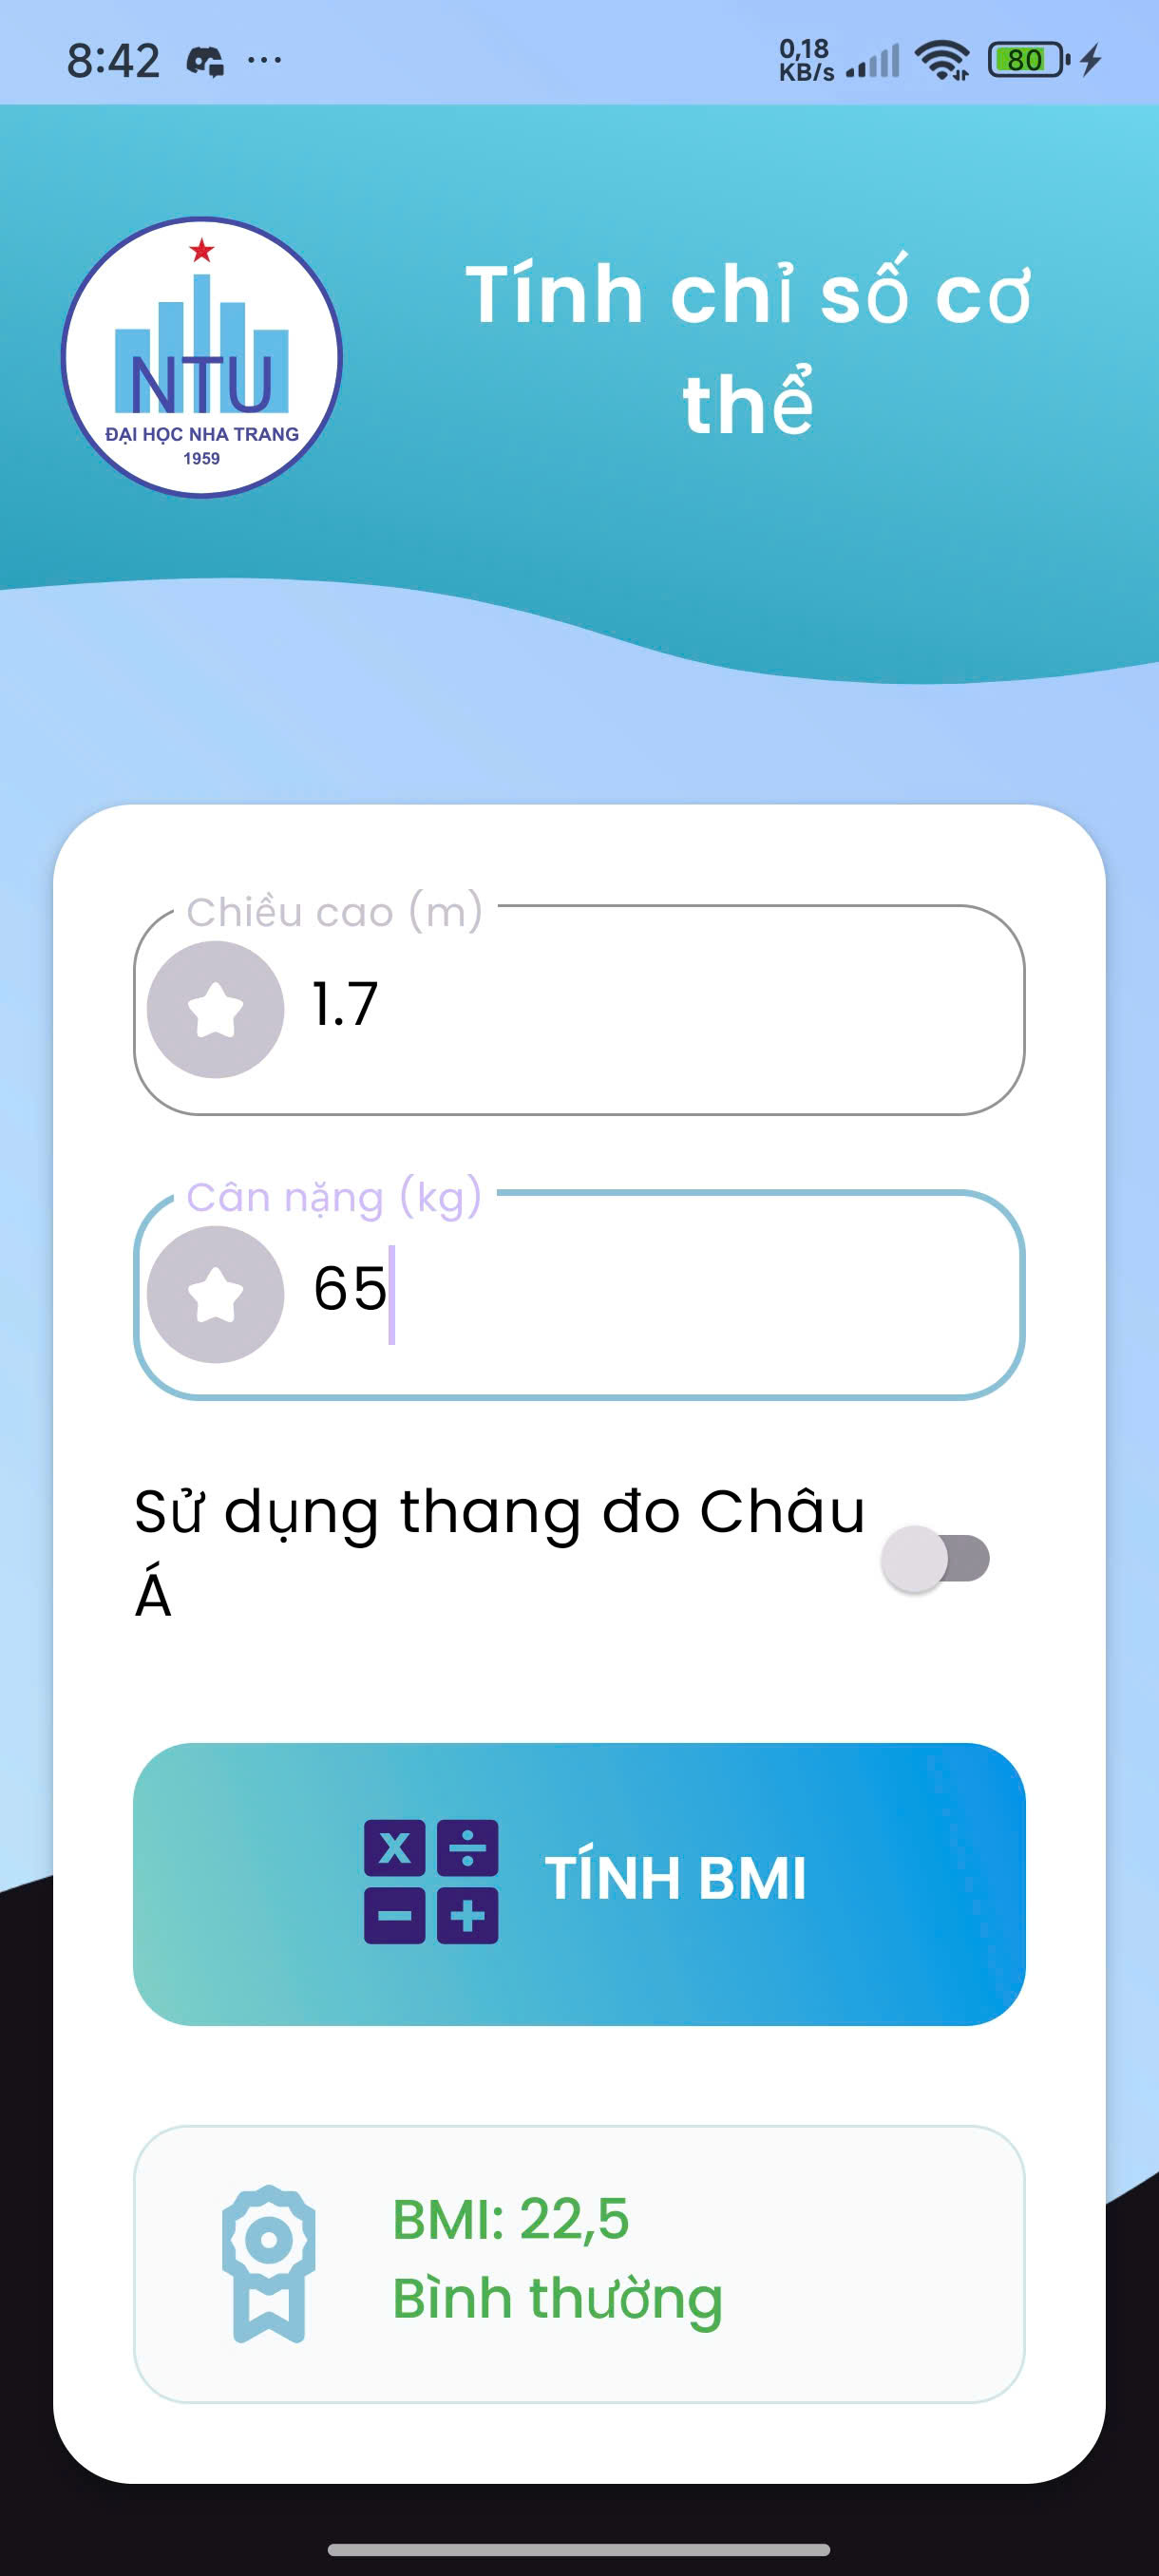 8:42 ...
0,18
KB/s
80
NTU
ĐẠI HỌC NHA TRANG
1959
Tính chỉ số cơ
thể
Chiều cao (m)
1.7
Cân nặng (kg)
65
Sử dụng thang đo Châu
Á
TÍNH BMI
BMI: 22,5
Bình thường